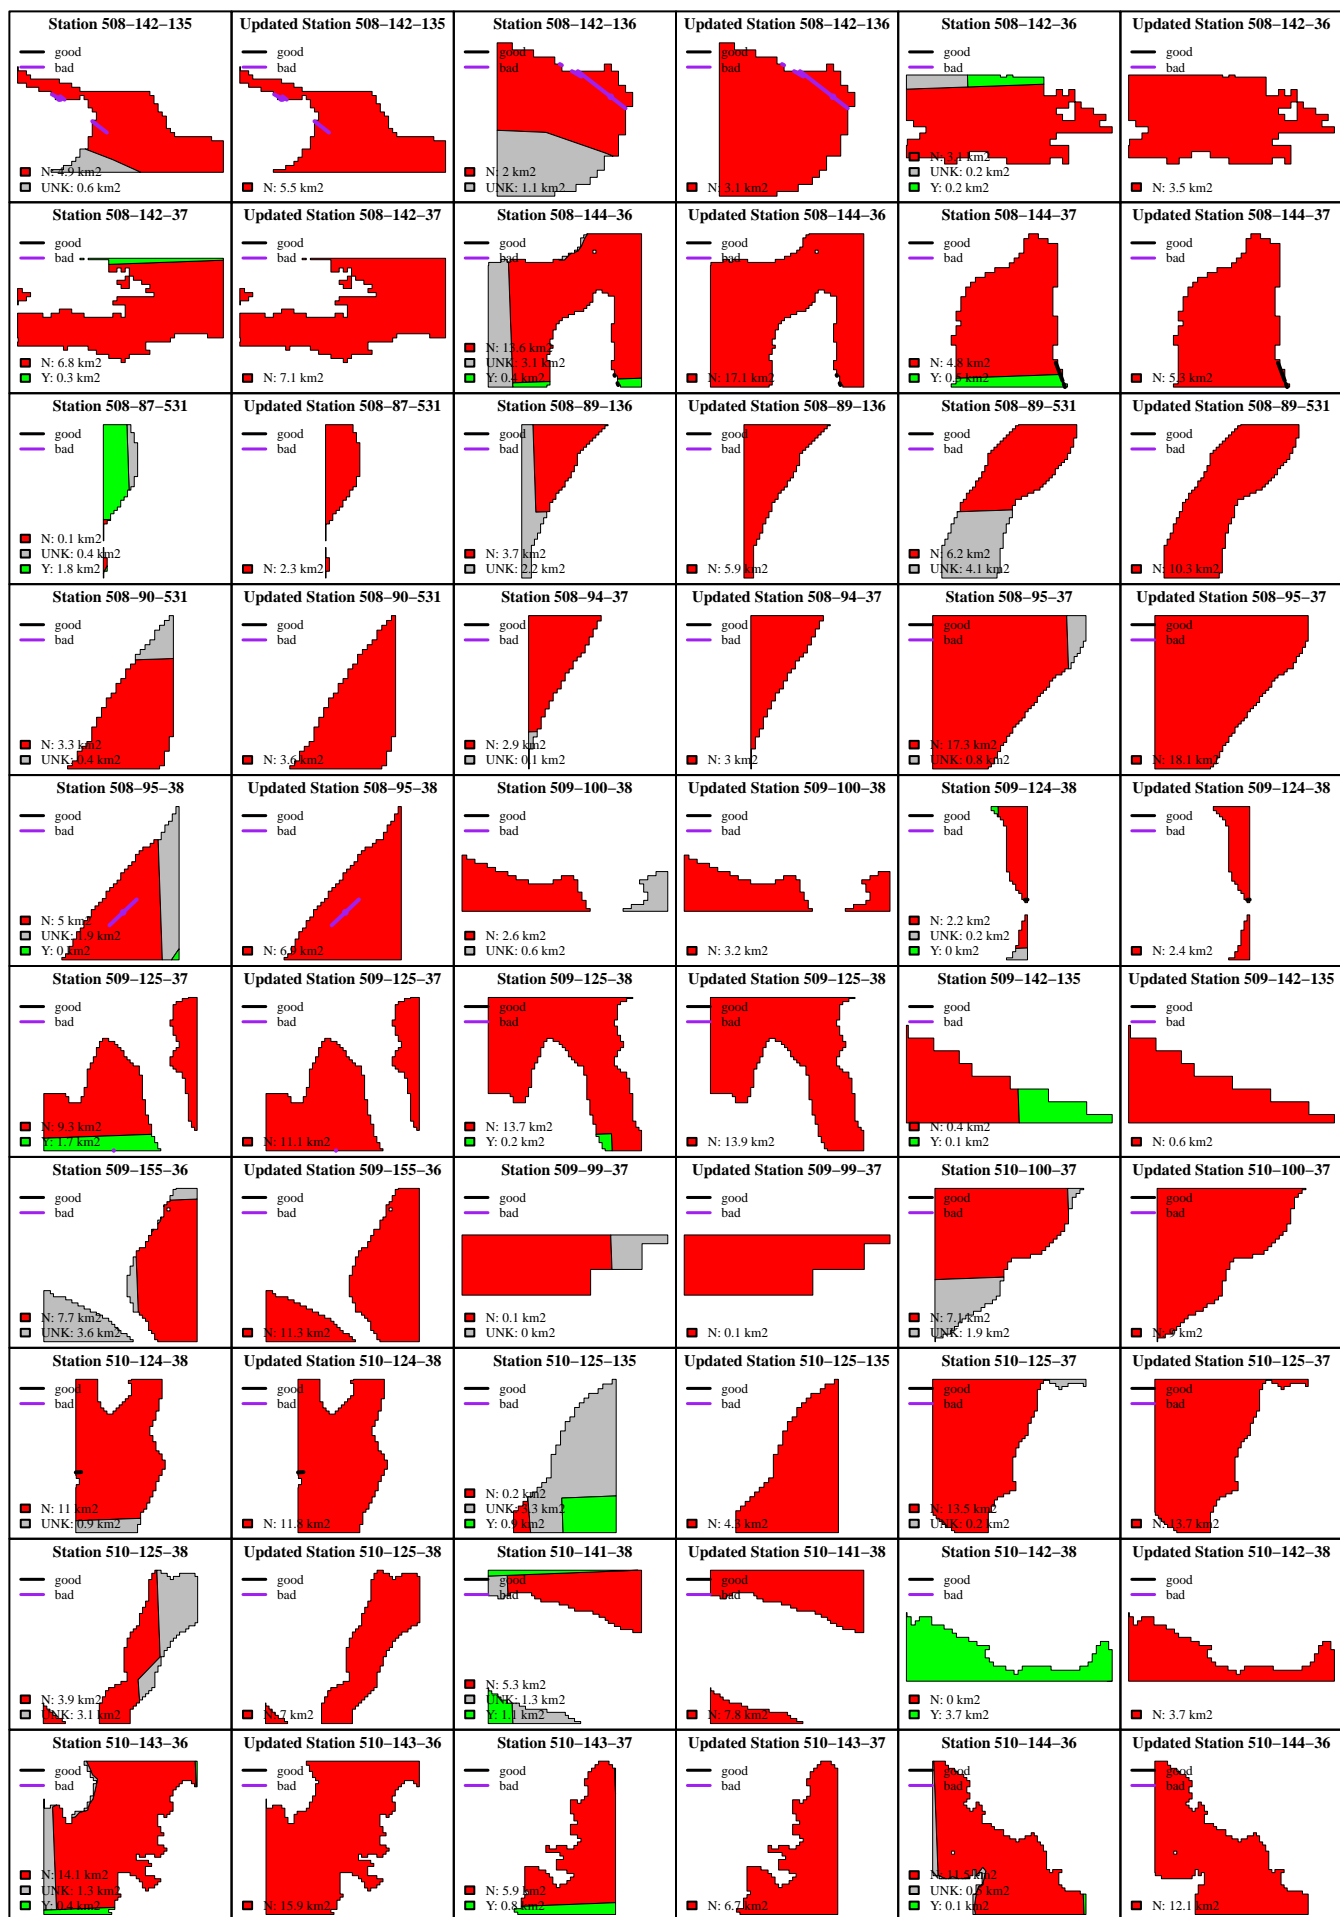 Station 508−142−135
good
bad
N: 4.9 km2
UNK: 0.6 km2
Updated Station 508−142−135
good
bad
N: 5.5 km2
Station 508−142−136
good
bad
N: 2 km2
UNK: 1.1 km2
Updated Station 508−142−136
good
bad
N: 3.1 km2
Station 508−142−36
good
bad
N: 3.1 km2
UNK: 0.2 km2
Y: 0.2 km2
Updated Station 508−142−36
good
bad
N: 3.5 km2
Station 508−142−37
good
bad
N: 6.8 km2
Y: 0.3 km2
Updated Station 508−142−37
good
bad
N: 7.1 km2
Station 508−144−36
good
bad
N: 13.6 km2
UNK: 3.1 km2
Y: 0.4 km2
Updated Station 508−144−36
good
bad
N: 17.1 km2
Station 508−144−37
good
bad
N: 4.8 km2
Y: 0.5 km2
Updated Station 508−144−37
good
bad
N: 5.3 km2
Station 508−87−531
good
bad
N: 0.1 km2
UNK: 0.4 km2
Y: 1.8 km2
Updated Station 508−87−531
good
bad
N: 2.3 km2
Station 508−89−136
good
bad
N: 3.7 km2
UNK: 2.2 km2
Updated Station 508−89−136
good
bad
N: 5.9 km2
Station 508−89−531
good
bad
N: 6.2 km2
UNK: 4.1 km2
Updated Station 508−89−531
good
bad
N: 10.3 km2
Station 508−90−531
good
bad
N: 3.3 km2
UNK: 0.4 km2
Updated Station 508−90−531
good
bad
N: 3.6 km2
Station 508−94−37
good
bad
N: 2.9 km2
UNK: 0.1 km2
Updated Station 508−94−37
good
bad
N: 3 km2
Station 508−95−37
good
bad
N: 17.3 km2
UNK: 0.8 km2
Updated Station 508−95−37
good
bad
N: 18.1 km2
Station 508−95−38
good
bad
N: 5 km2
UNK: 1.9 km2
Y: 0 km2
Updated Station 508−95−38
good
bad
N: 6.9 km2
Station 509−100−38
good
bad
N: 2.6 km2
UNK: 0.6 km2
Updated Station 509−100−38
good
bad
N: 3.2 km2
Station 509−124−38
good
bad
N: 2.2 km2
UNK: 0.2 km2
Y: 0 km2
Updated Station 509−124−38
good
bad
N: 2.4 km2
Station 509−125−37
good
bad
N: 9.3 km2
Y: 1.7 km2
Updated Station 509−125−37
good
bad
N: 11.1 km2
Station 509−125−38
good
bad
N: 13.7 km2
Y: 0.2 km2
Updated Station 509−125−38
good
bad
N: 13.9 km2
Station 509−142−135
good
bad
N: 0.4 km2
Y: 0.1 km2
Updated Station 509−142−135
good
bad
N: 0.6 km2
Station 509−155−36
good
bad
N: 7.7 km2
UNK: 3.6 km2
Updated Station 509−155−36
good
bad
N: 11.3 km2
Station 509−99−37
good
bad
N: 0.1 km2
UNK: 0 km2
Updated Station 509−99−37
good
bad
N: 0.1 km2
Station 510−100−37
good
bad
N: 7.1 km2
UNK: 1.9 km2
Updated Station 510−100−37
good
bad
N: 9 km2
Station 510−124−38
good
bad
N: 11 km2
UNK: 0.9 km2
Updated Station 510−124−38
good
bad
N: 11.8 km2
Station 510−125−135
good
bad
N: 0.2 km2
UNK: 3.3 km2
Y: 0.9 km2
Updated Station 510−125−135
good
bad
N: 4.3 km2
Station 510−125−37
good
bad
N: 13.5 km2
UNK: 0.2 km2
Updated Station 510−125−37
good
bad
N: 13.7 km2
Station 510−125−38
good
bad
N: 3.9 km2
UNK: 3.1 km2
Updated Station 510−125−38
good
bad
N: 7 km2
Station 510−141−38
good
bad
N: 5.3 km2
UNK: 1.3 km2
Y: 1.1 km2
Updated Station 510−141−38
good
bad
N: 7.8 km2
Station 510−142−38
good
bad
N: 0 km2
Y: 3.7 km2
Updated Station 510−142−38
good
bad
N: 3.7 km2
Station 510−143−36
good
bad
N: 14.1 km2
UNK: 1.3 km2
Y: 0.4 km2
Updated Station 510−143−36
good
bad
N: 15.9 km2
Station 510−143−37
good
bad
N: 5.9 km2
Y: 0.8 km2
Updated Station 510−143−37
good
bad
N: 6.7 km2
Station 510−144−36
good
bad
N: 11.5 km2
UNK: 0.5 km2
Y: 0.1 km2
Updated Station 510−144−36
good
bad
N: 12.1 km2